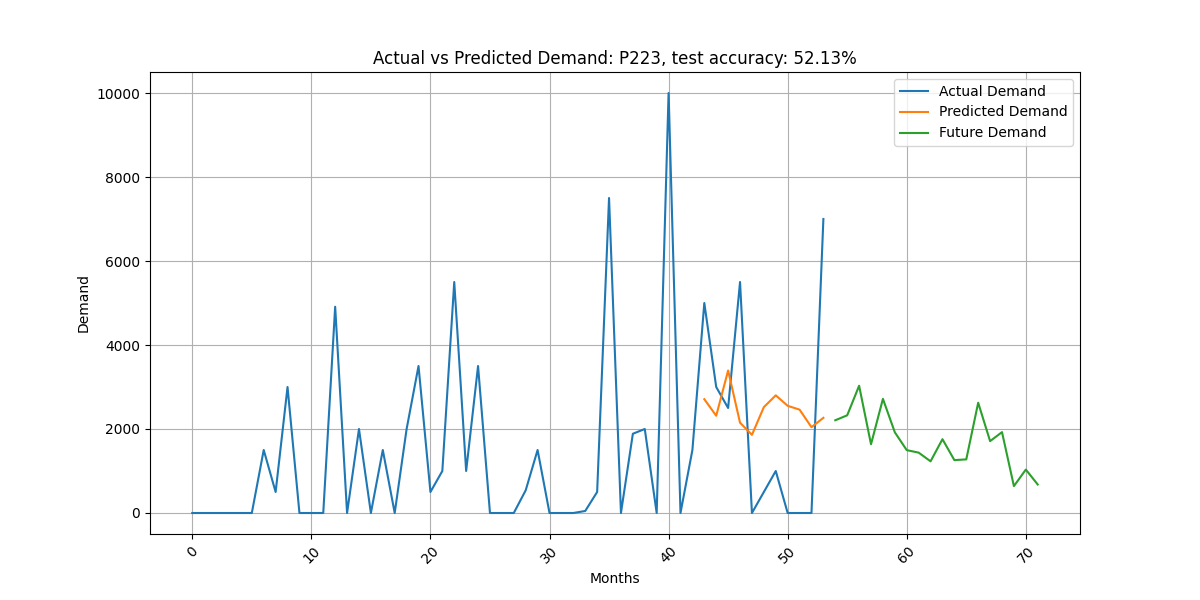 Actual vs Predicted Demand: P223, test accuracy: 52.13%
Actual Demand
Predicted Demand
Future Demand
Demand
10000
8000
6000
4000
2000
0
0
10
20
30
40
50
60
70
Months